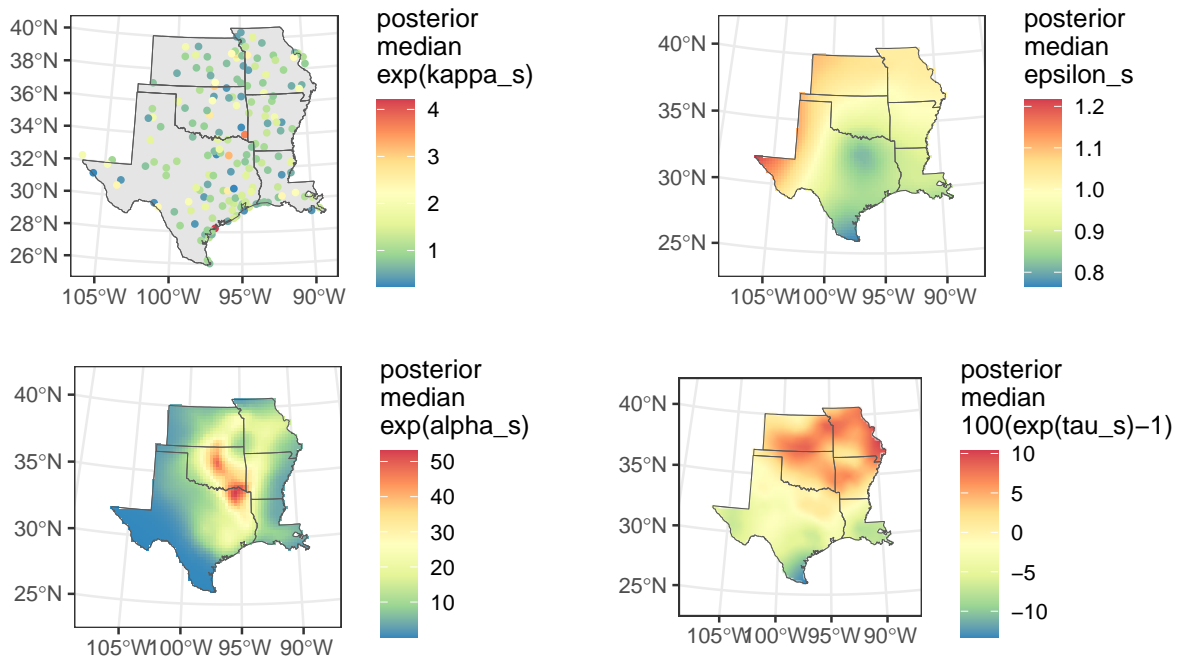 posterior
median
exp(kappa_s)
40°N
38°N
36°N
34°N
32°N
30°N
28°N
26°N
4
3
2
1
105°W 100°W 95°W 90°W
posterior
median
epsilon_s
40°N
35°N
30°N
25°N
1.2
1.1
1.0
0.9
0.8
105°W100°W 95°W 90°W
posterior
median
exp(alpha_s)
40°N
35°N
30°N
25°N
50
40
30
20
10
105°W100°W 95°W 90°W
posterior
median
100(exp(tau_s)−1)
40°N
35°N
30°N
25°N
10
5
0
−5
−10
105°W100°W 95°W 90°W